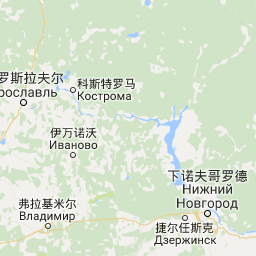 罗斯拉夫尔
рославль
科斯特罗马
Кострома
伊万诺沃
Иваново
下诺夫哥罗德
Нижний
Новгород
弗拉基米尔
Владимир
捷尔任斯克
Дзержинск